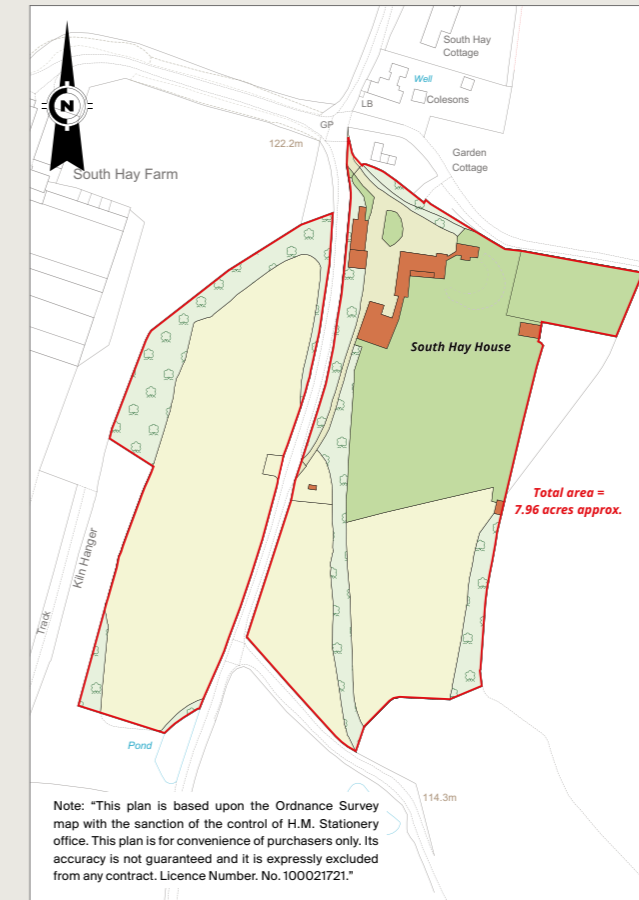 South Hay
Cottage
Well
LB
Colesons
GP
122.2m
N
Garden
Cottage
South Hay Farm
South Hay House
Total area =
7.96 acres approx.
Kiln Hanger
Track
Pond
114.3m
Note: “This plan is based upon the Ordnance Survey
map with the sanction of the control of H.M. Stationery
office. This plan is for convenience of purchasers only. Its
accuracy is not guaranteed and it is expressly excluded
from any contract. Licence Number. No. 100021721.”